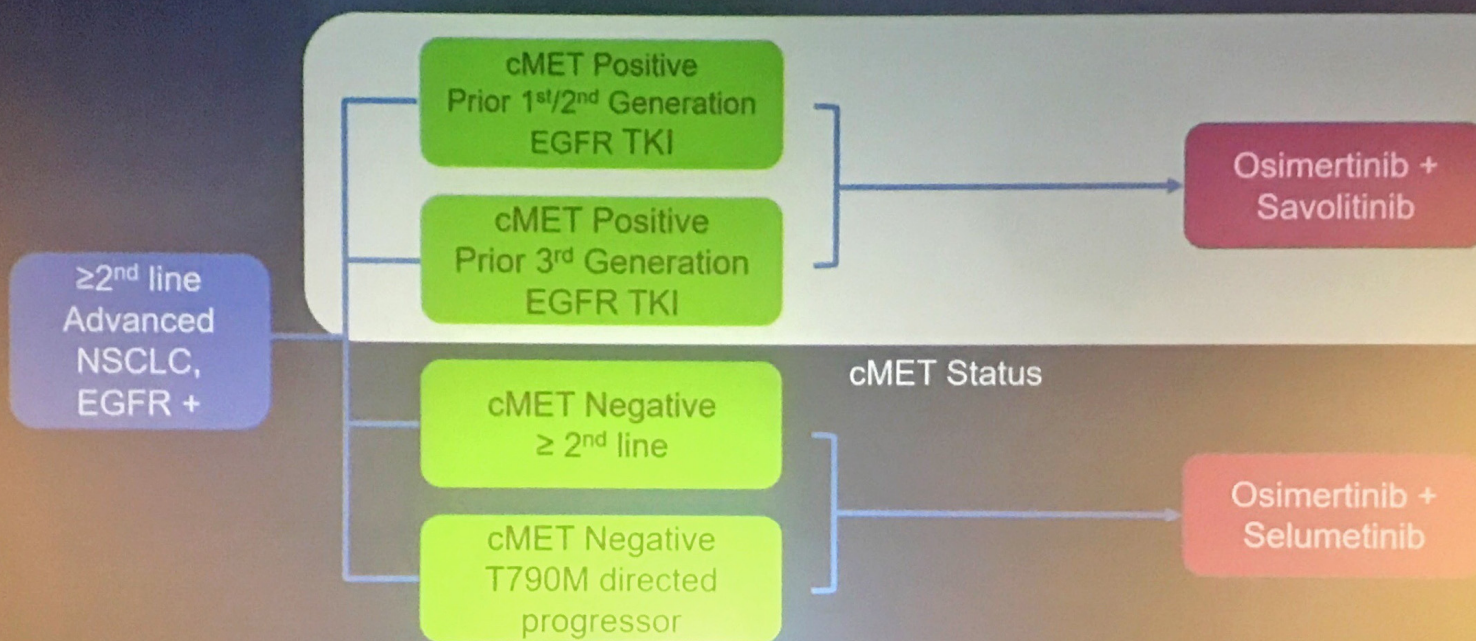 cMET Positive
Prior 1st/2nd Generation
EGFR TKI
cMET Positive
Prior 3rd Generation
EGFR TKI
≥2nd line
Advanced
NSCLC,
EGFR +
cMET Negative
≥ 2nd line
cMET Negative
T790M directed
progressor
cMET Status
Osimertinib +
Savolitinib
Osimertinib +
Selumetinib